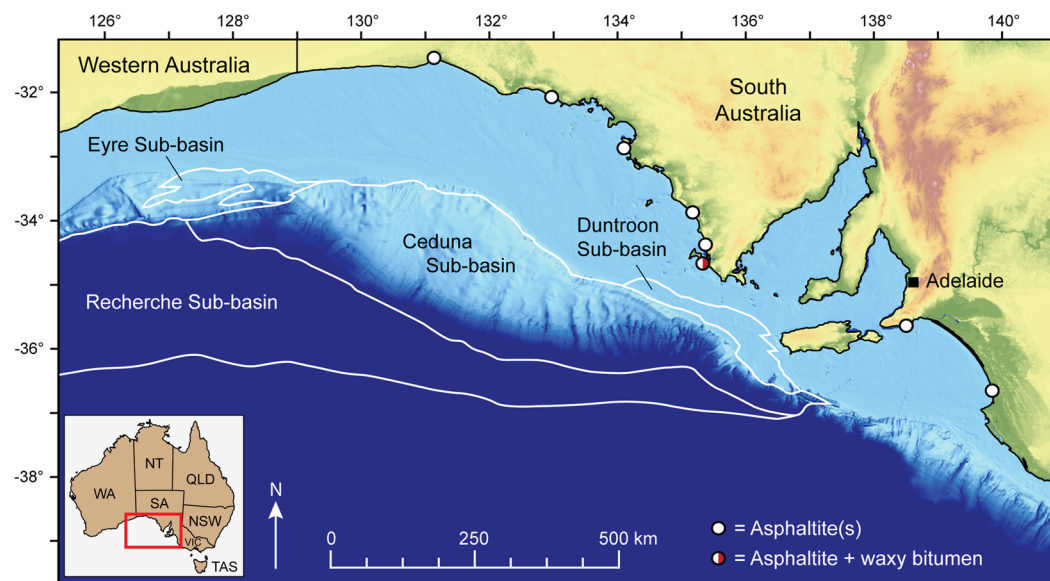 126° 128° 130° 132° 134° 136° 138° 140°
-32°
-34°
-36°
-38°
Western Australia
South
Australia
Eyre Sub-basin
Ceduna
Sub-basin
Duntroon
Sub-basin
Adelaide
Recherche Sub-basin
NT
WA
QLD
SA
NSW
VIC
TAS
N
0 250 500 km
= Asphaltite(s)
= Asphaltite + waxy bitumen